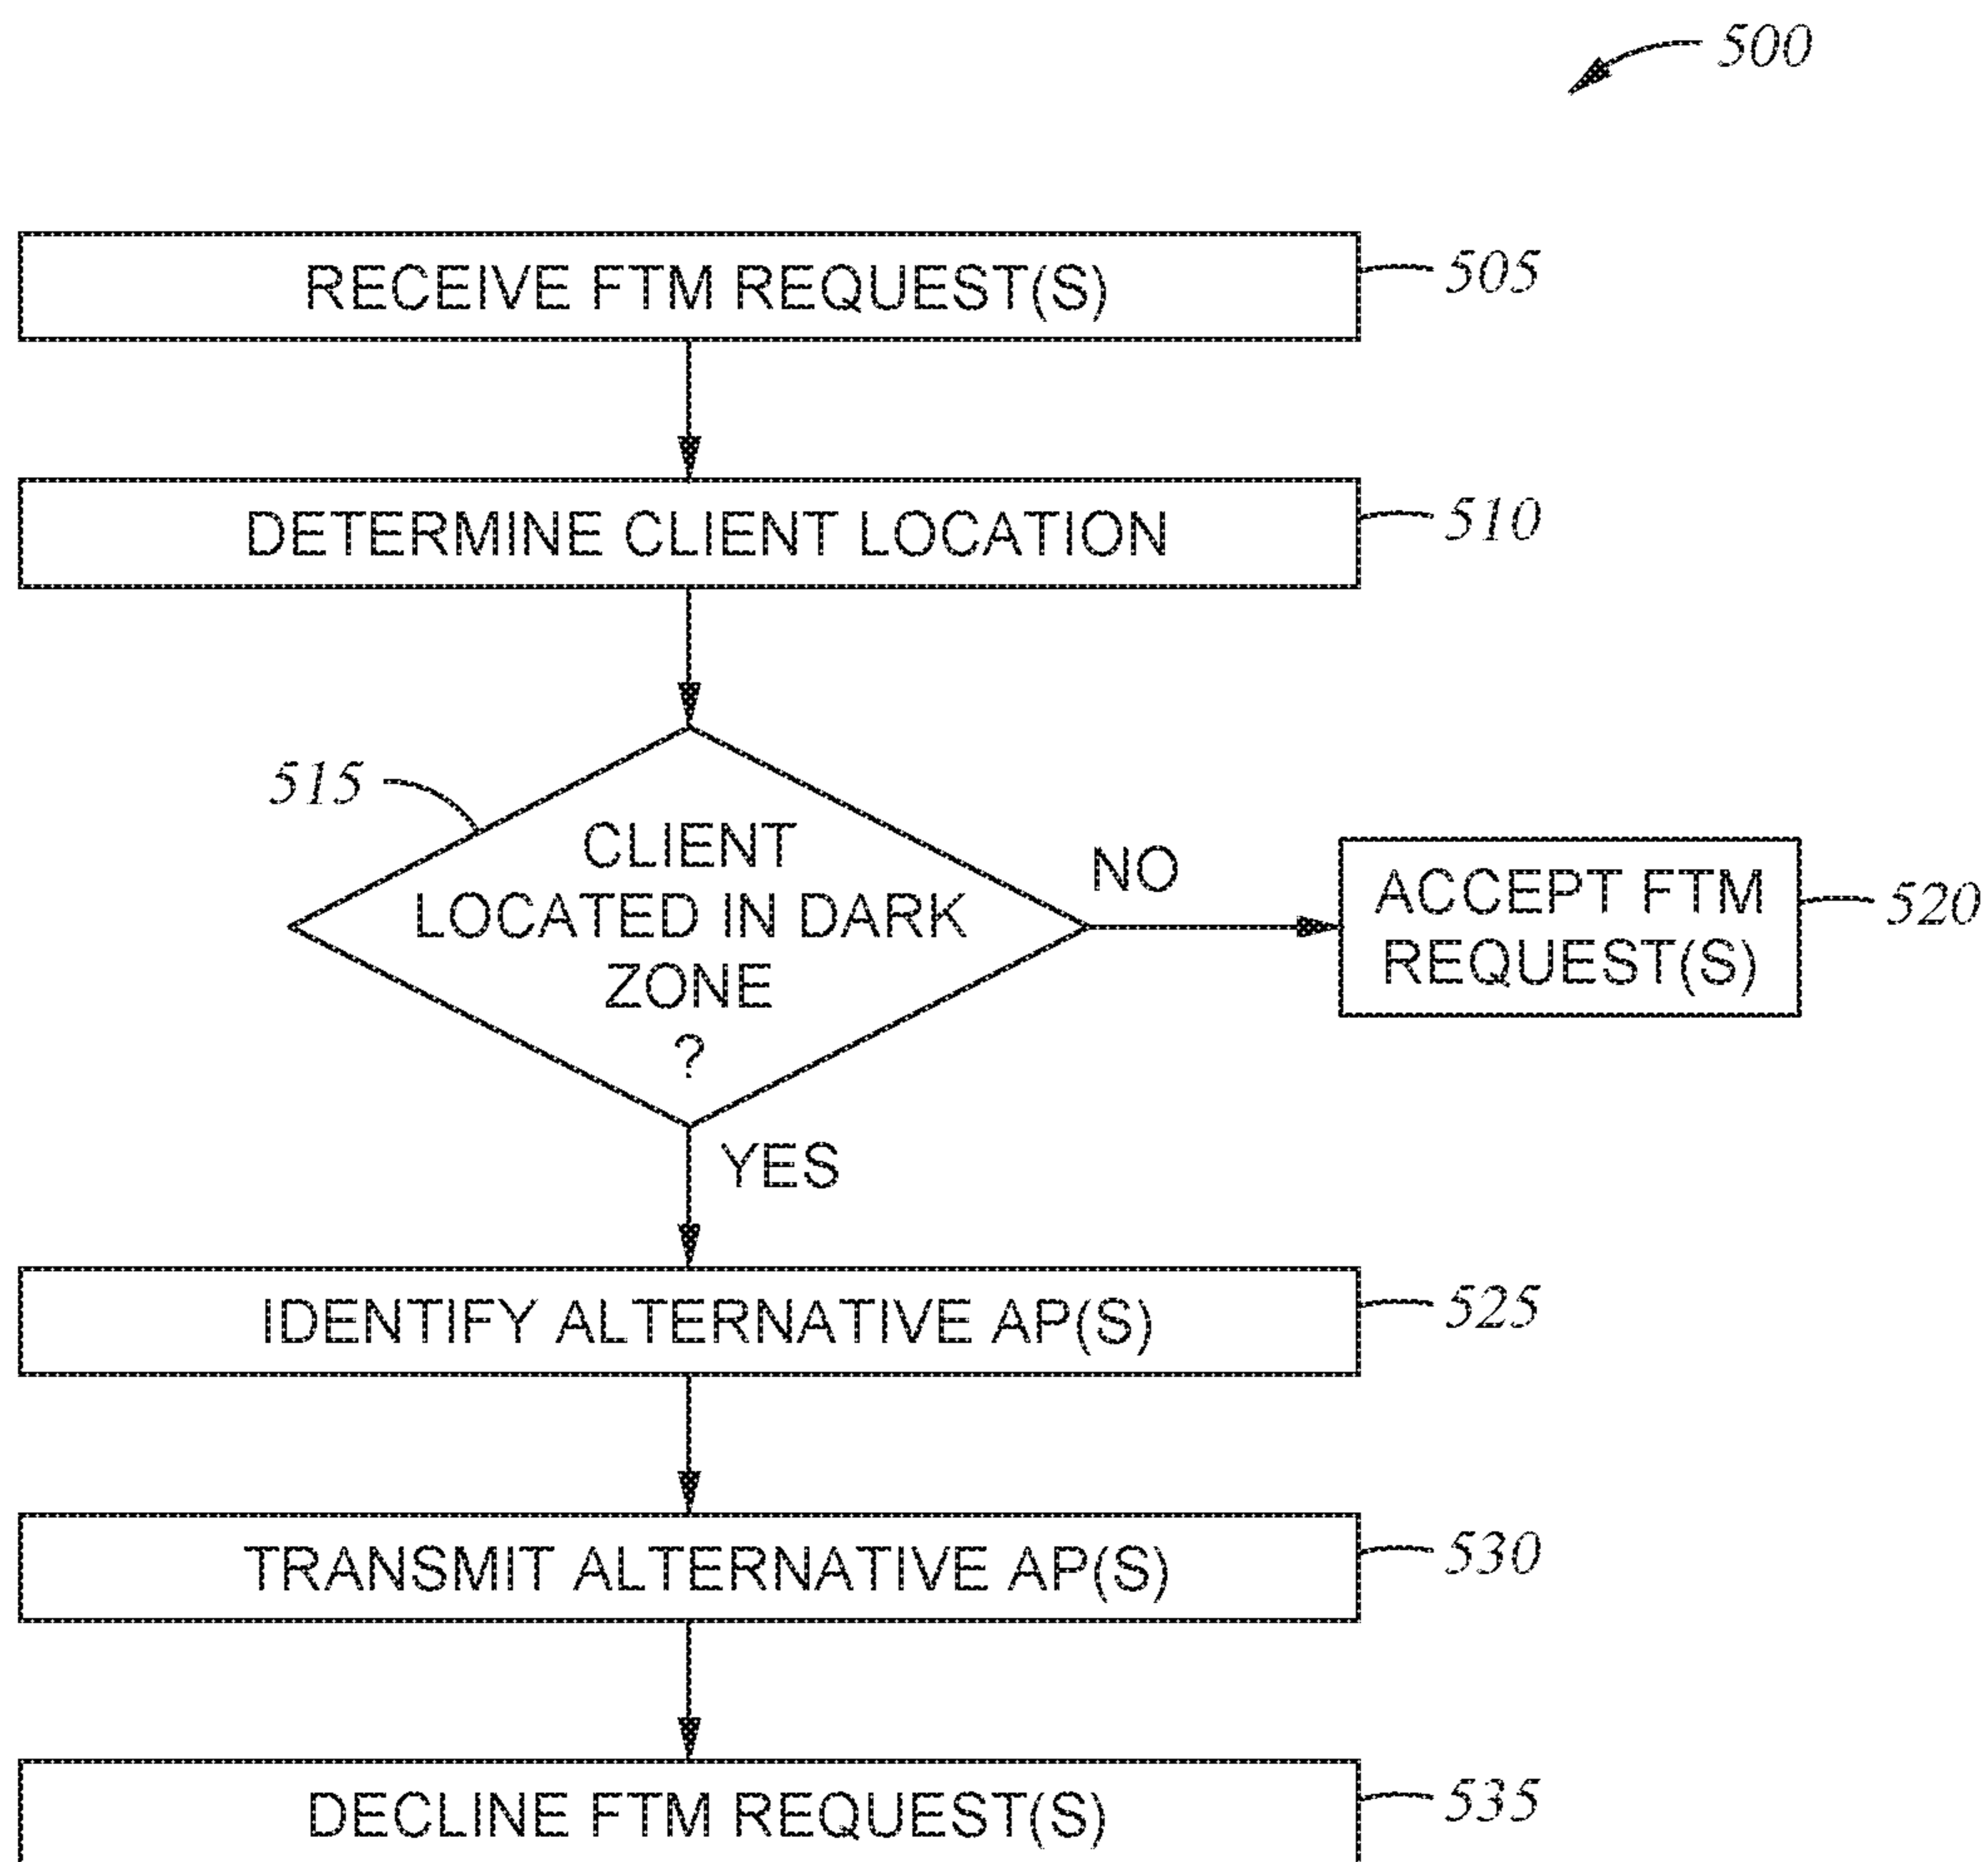 500
RECEIVE FTM REQUEST(S)
505
DETERMINE CLIENT LOCATION
510
515
CLIENT
LOCATED IN DARK
ZONE
?
NO
ACCEPT FTM
REQUEST(S)
520
YES
IDENTIFY ALTERNATIVE AP(S)
525
TRANSMIT ALTERNATIVE AP(S)
530
DECLINE FTM REQUEST(S)
535